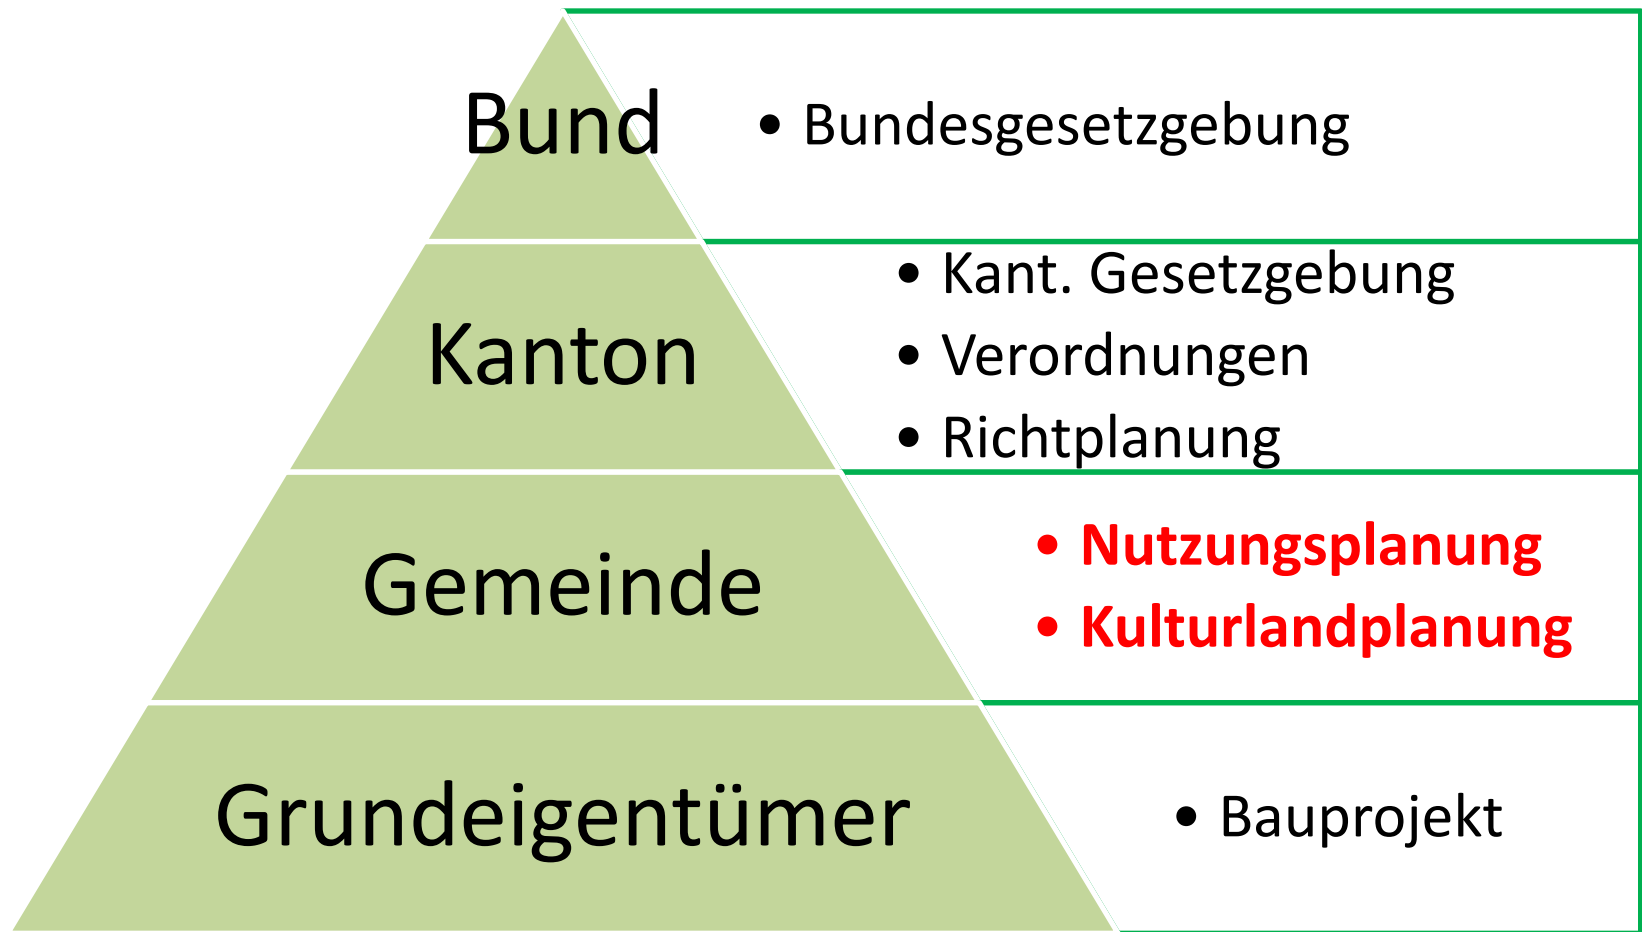 Bund
• Bundesgesetzgebung
Kanton
• Kant. Gesetzgebung
• Verordnungen
• Richtplanung
Gemeinde
• Nutzungsplanung
• Kulturlandplanung
Grundeigentümer
• Bauprojekt